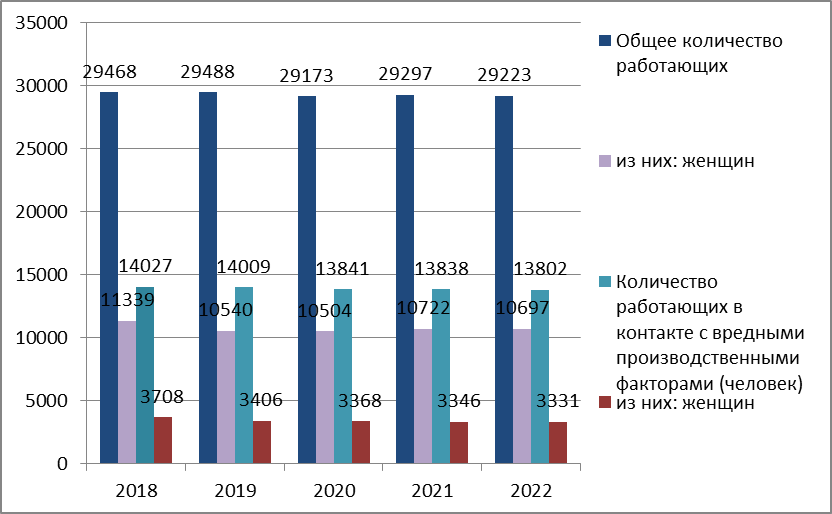 35000
30000
25000
20000
15000
10000
5000
0
29468 29488 29173 29297 29223
14027 14009 13841 13838 13802
11339 10540 10504 10722 10697
3708 3406 3368 3346 3331
2018 2019 2020 2021 2022
Общее количество
работающих
из них: женщин
Количество
работающих в
контакте с вредными
производственными
факторами (человек)
из них: женщин